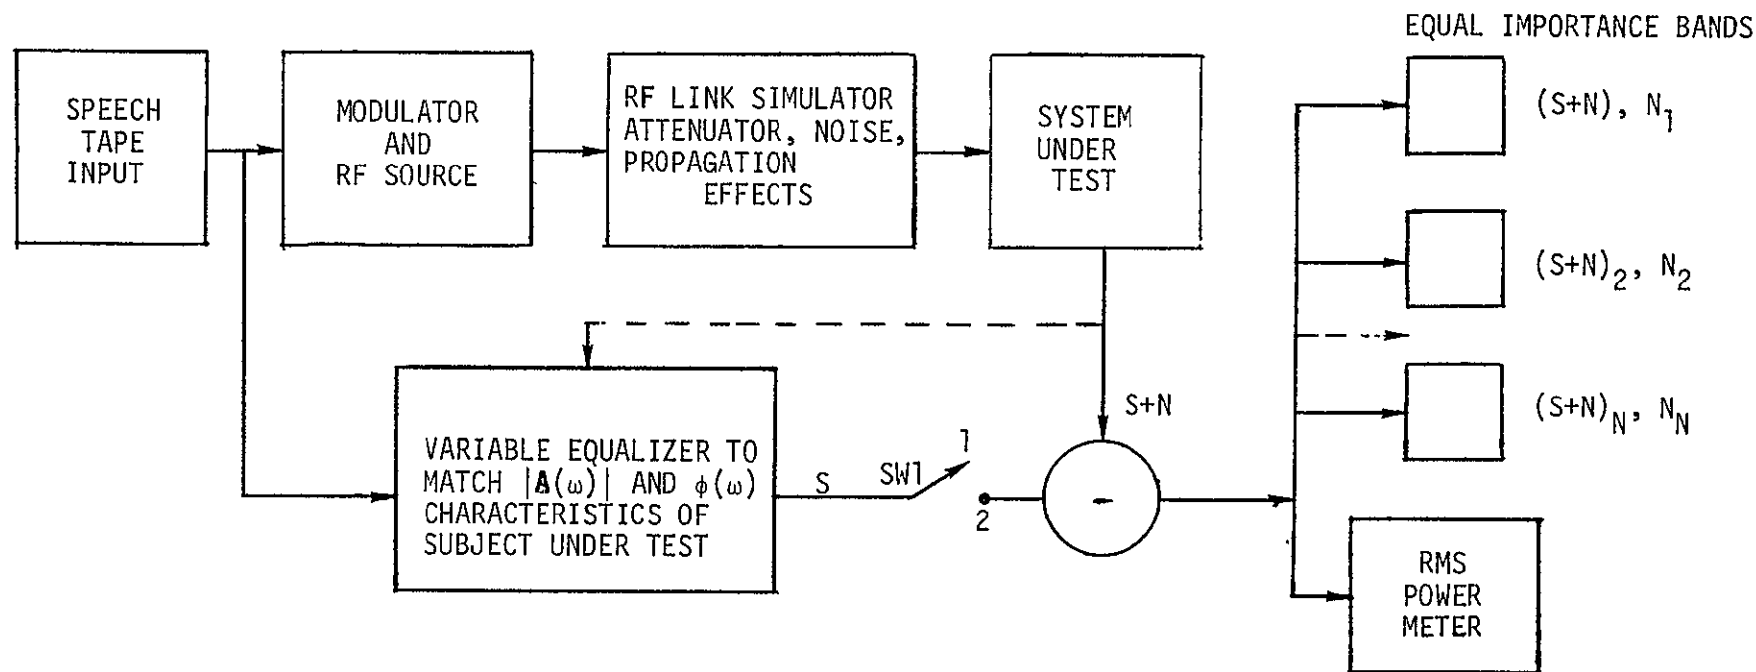 EQUAL IMPORTANCE BANDS
SPEECH
TAPE
INPUT
MODULATOR
AND
RF SOURCE
RF LINK SIMULATOR
ATTENUATOR, NOISE,
PROPAGATION
EFFECTS
SYSTEM
UNDER
TEST
(S+N), N1
(S+N)2, N2
(S+N)N, NN
S+N
VARIABLE EQUALIZER TO
MATCH |A(ω)| AND φ(ω)
CHARACTERISTICS OF
SUBJECT UNDER TEST
S
SW1
1
2
-
RMS
POWER
METER